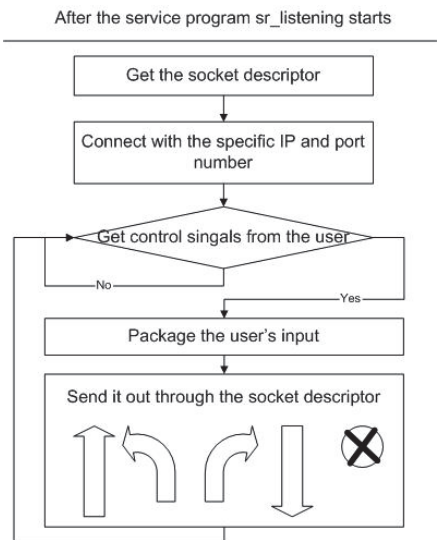 After the service program sr_listening starts
Get the socket descriptor
Connect with the specific IP and port
number
Get control singals from the user
No
Yes
Package the user's input
Send it out through the socket descriptor